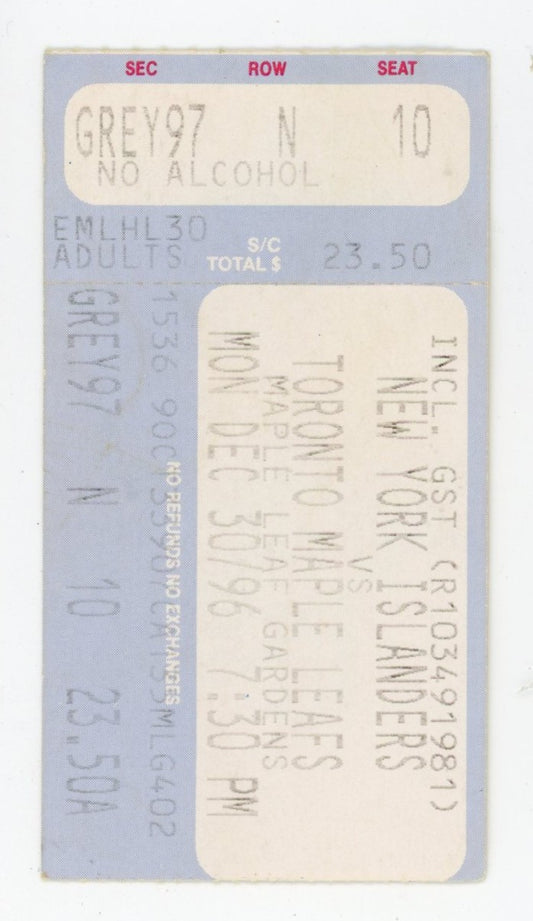 SEC ROW SEAT
GREY97 N 10
NO ALCOHOL
EMLHL30
ADULTS
S/C
TOTAL $ 23.50
INCL. GST (R103491981)
NEW YORK ISLANDERS
VS
TORONTO MAPLE LEAFS
MAPLE LEAF GARDENS
MON DEC 30/96 7:30 PM
NO REFUNDS NO EXCHANGES
1536 90C
MLG402
GREY97 N 10 23.50A